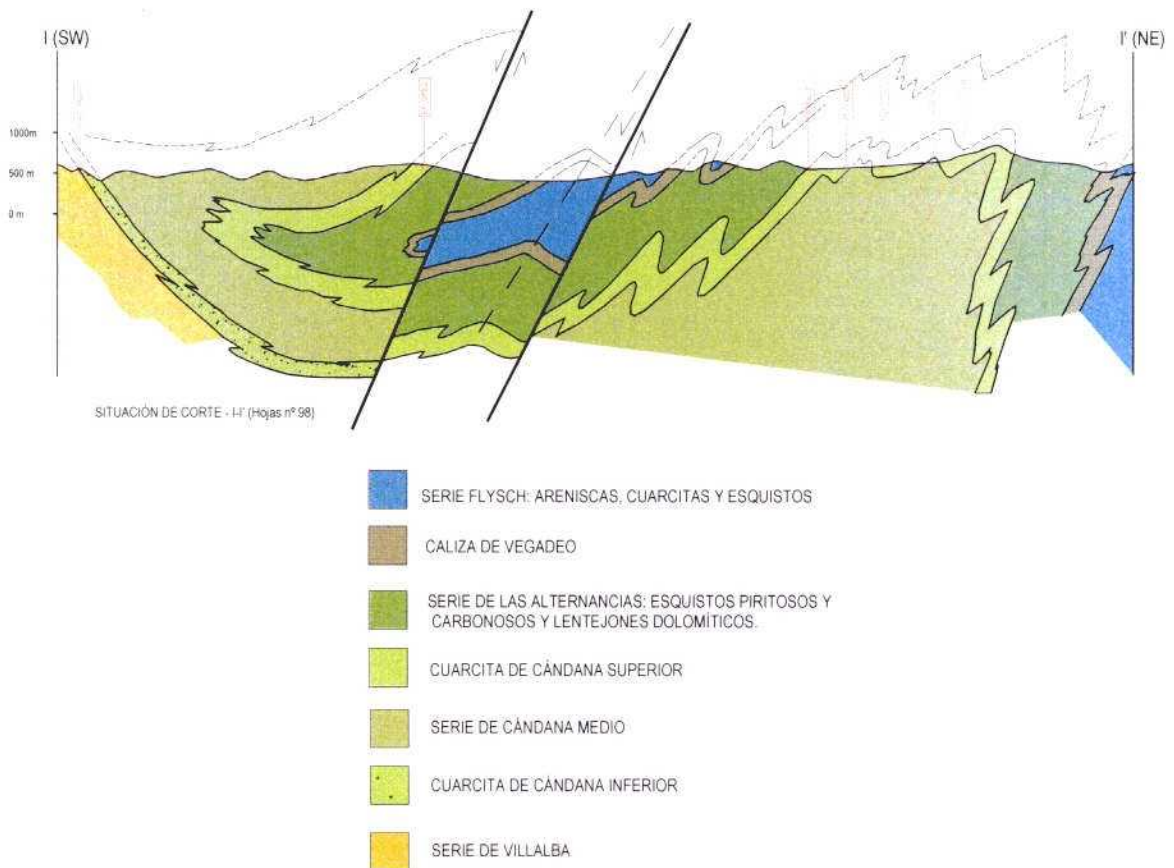 I (SW)
I' (NE)
1000m
500 m
0 m
SITUACIÓN DE CORTE - I-I' (Hojas nº 98)
SERIE FLYSCH: ARENISCAS, CUARCITAS Y ESQUISTOS
CALIZA DE VEGADEO
SERIE DE LAS ALTERNANCIAS: ESQUISTOS PIRITOSOS Y
CARBONOSOS Y LENTEJONES DOLOMÍTICOS.
CUARCITA DE CÁNDANA SUPERIOR
SERIE DE CÁNDANA MEDIO
CUARCITA DE CÁNDANA INFERIOR
SERIE DE VILLALBA